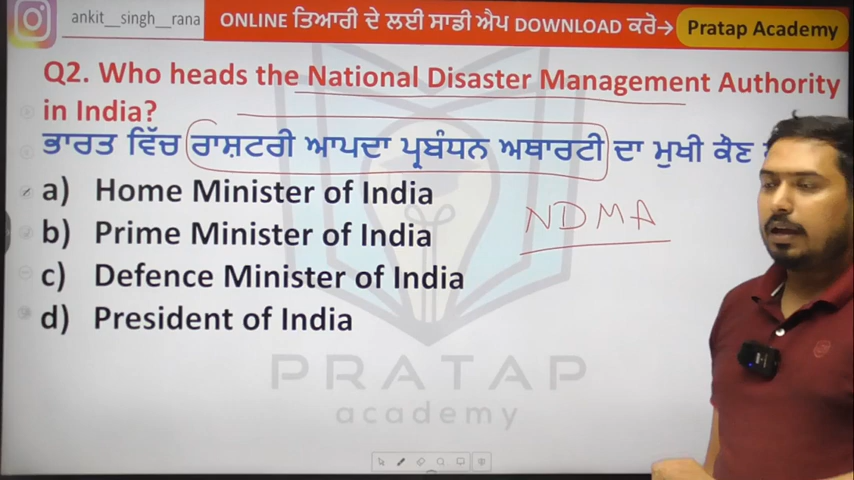 ankit__singh__rana
ONLINE ਤਿਆਰੀ ਦੇ ਲਈ ਸਾਡੀ ਐਪ DOWNLOAD ਕਰੋ→
Pratap Academy
Q2. Who heads the National Disaster Management Authority
in India?
ਭਾਰਤ ਵਿੱਚ ਰਾਸ਼ਟਰੀ ਆਪਦਾ ਪ੍ਰਬੰਧਨ ਅਥਾਰਟੀ ਦਾ ਮੁਖੀ ਕੌਣ
a) Home Minister of India
b) Prime Minister of India
NDMA
c) Defence Minister of India
d) President of India
PRATAP
academy